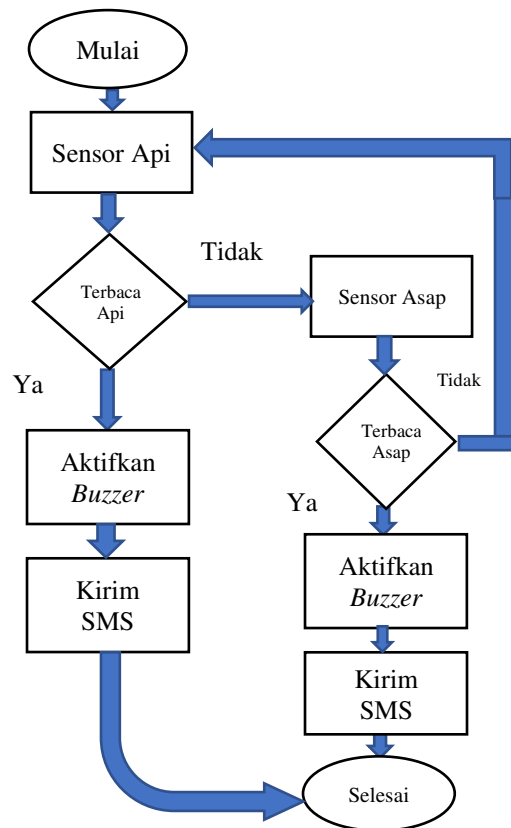 Mulai
Sensor Api
Tidak
Terbaca
Api
Sensor Asap
Ya
Tidak
Terbaca
Asap
Aktifkan
Buzzer
Ya
Kirim
SMS
Aktifkan
Buzzer
Kirim
SMS
Selesai